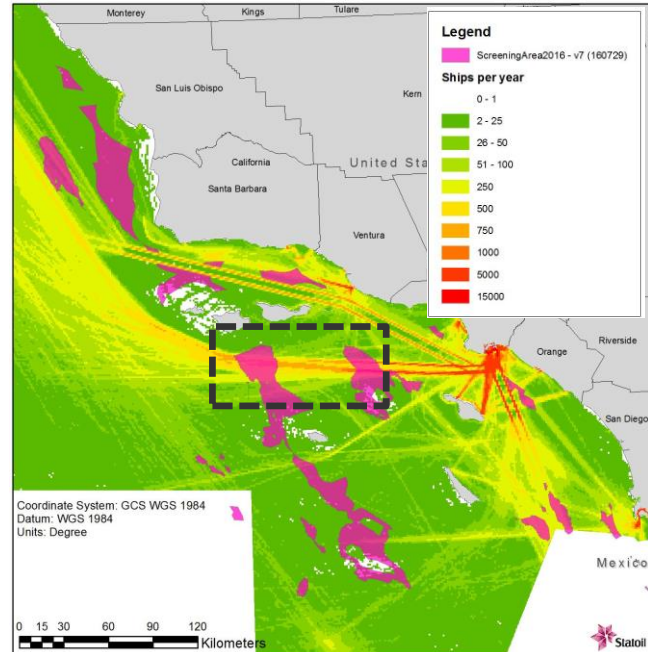 Monterey
Kings
Tulare
San Luis Obispo
Kern
California
United Sta
Santa Barbara
Ventura
Orange
Riverside
San Diego
Mexico
Legend
ScreeningArea2016 - v7 (160729)
Ships per year
0 - 1
2 - 25
26 - 50
51 - 100
250
500
750
1000
5000
15000
Coordinate System: GCS WGS 1984
Datum: WGS 1984
Units: Degree
0 15 30 60 90 120
Kilometers
Statoil